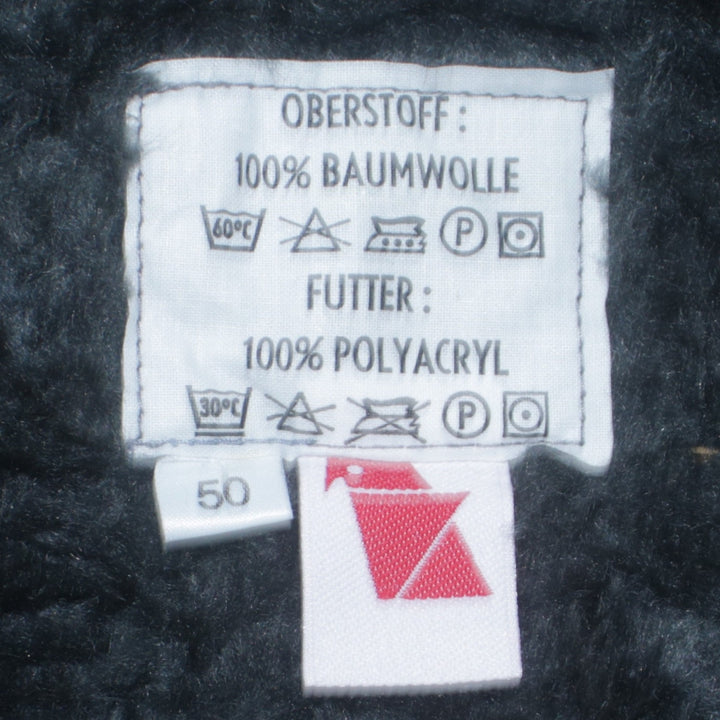 OBERSTOFF :
100% BAUMWOLLE
60°C P
FUTTER :
100% POLYACRYL
30°C P
50